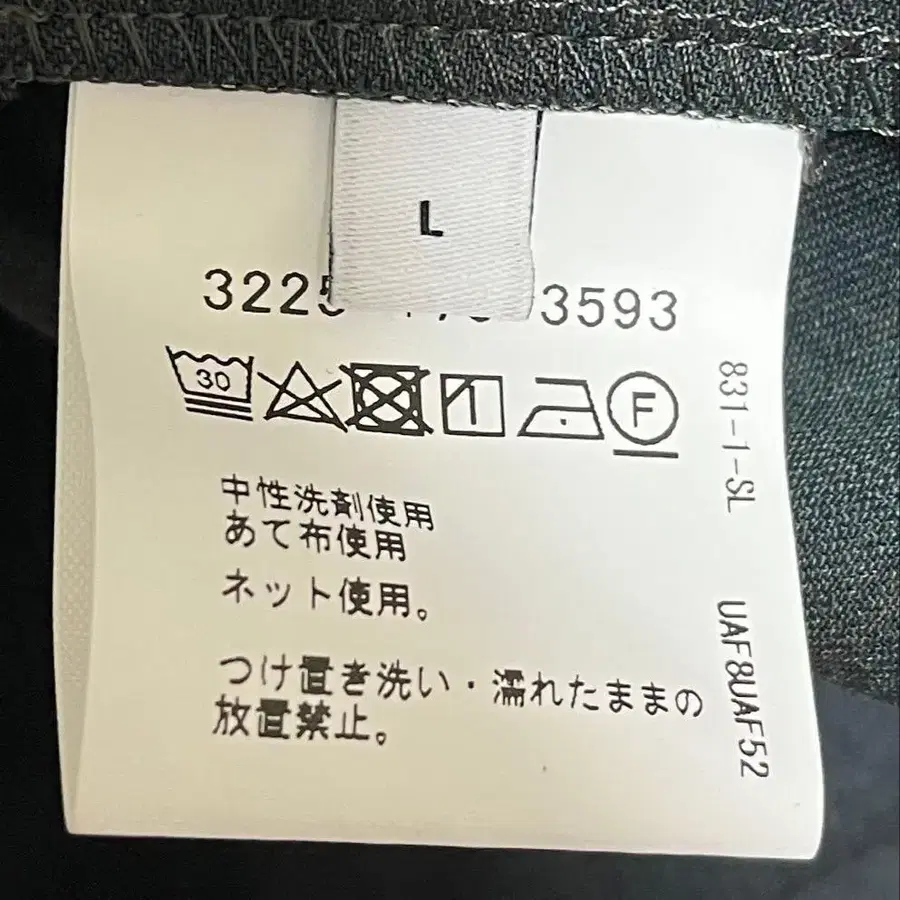 L
3225
3593
30
F
中性洗剤使用
あて布使用
ネット使用。
つけ置き洗い・濡れたままの
放置禁止。
831-1-SL
UAF8UAF52